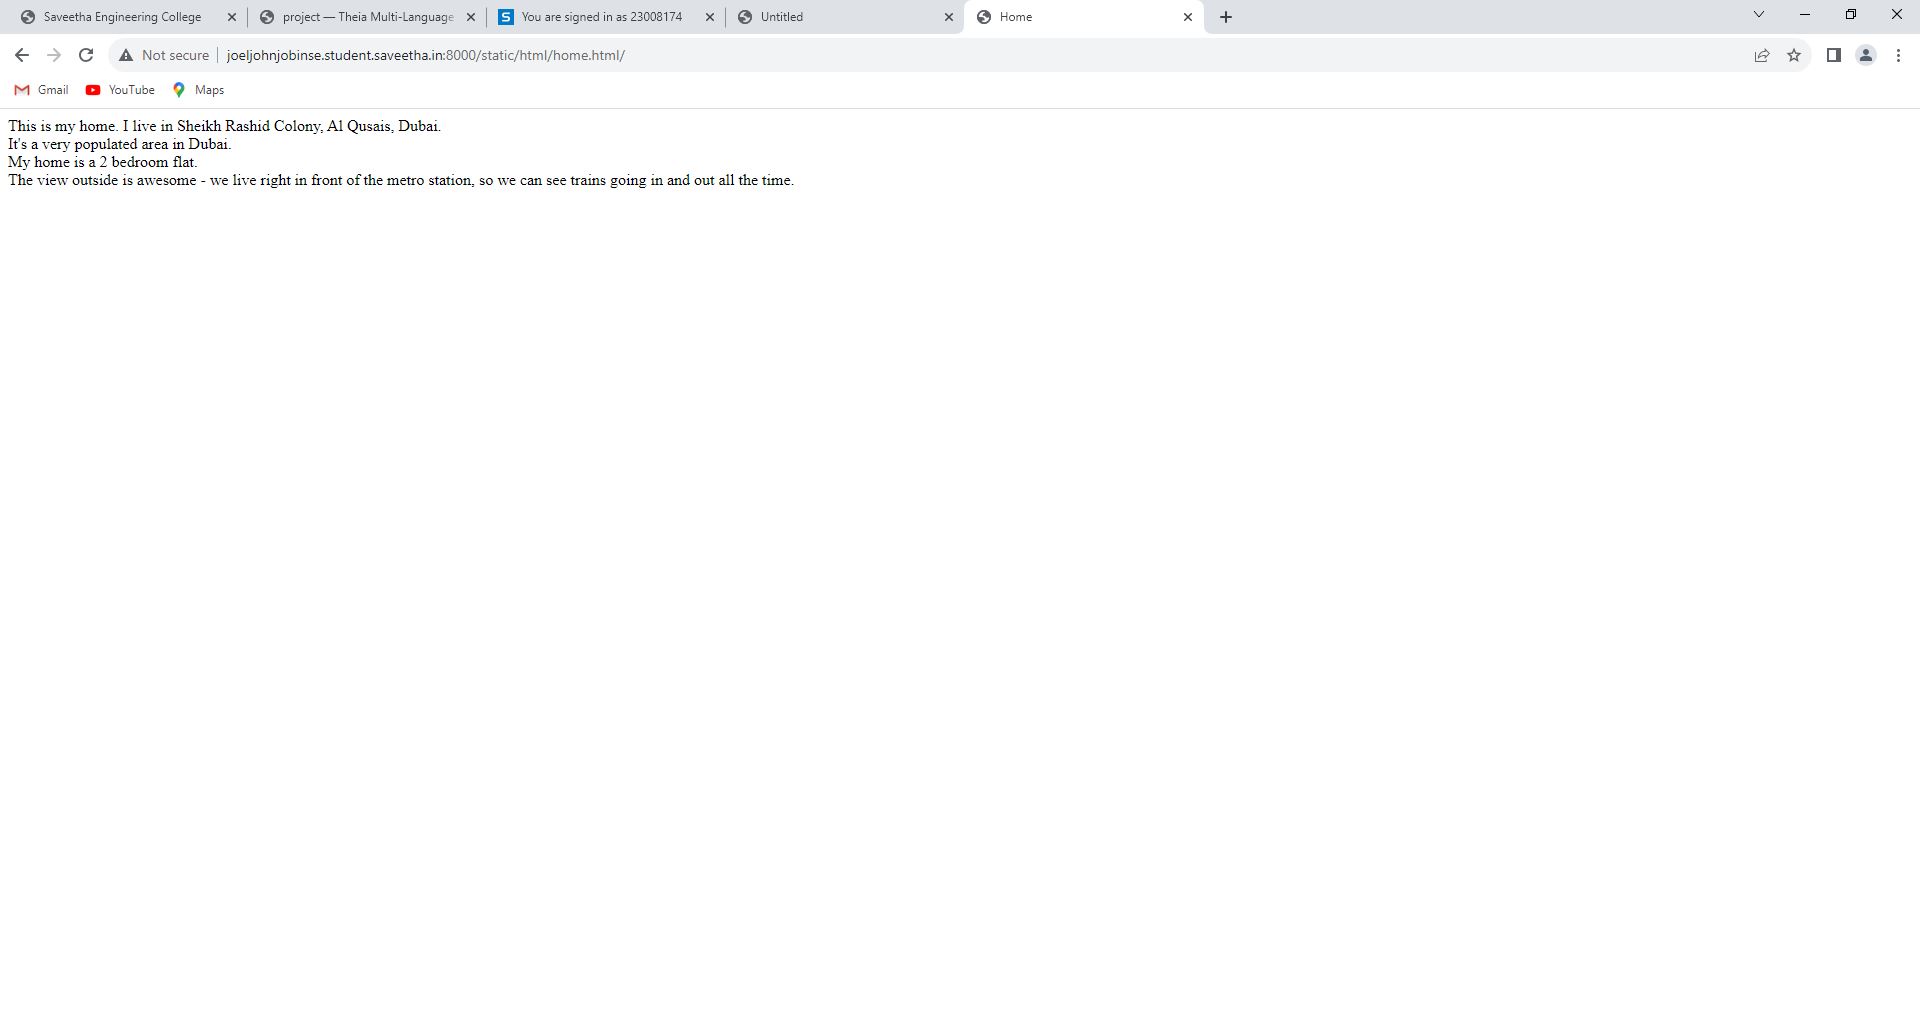 Saveetha Engineering College
project — Theia Multi-Language
You are signed in as 23008174
Untitled
Home
Not secure
joeljohnjobinse.student.saveetha.in:8000/static/html/home.html/
Gmail
YouTube
Maps
This is my home. I live in Sheikh Rashid Colony, Al Qusais, Dubai.
It's a very populated area in Dubai.
My home is a 2 bedroom flat.
The view outside is awesome - we live right in front of the metro station, so we can see trains going in and out all the time.